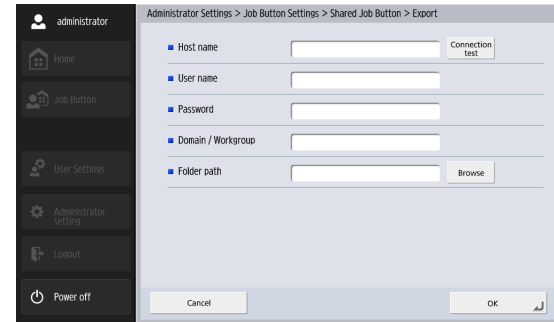 administrator
Home
Job Button
User Settings
Administrator
setting
Logout
Power off
Administrator Settings > Job Button Settings > Shared Job Button > Export
Host name
Connection
test
User name
Password
Domain / Workgroup
Folder path
Browse
Cancel
OK